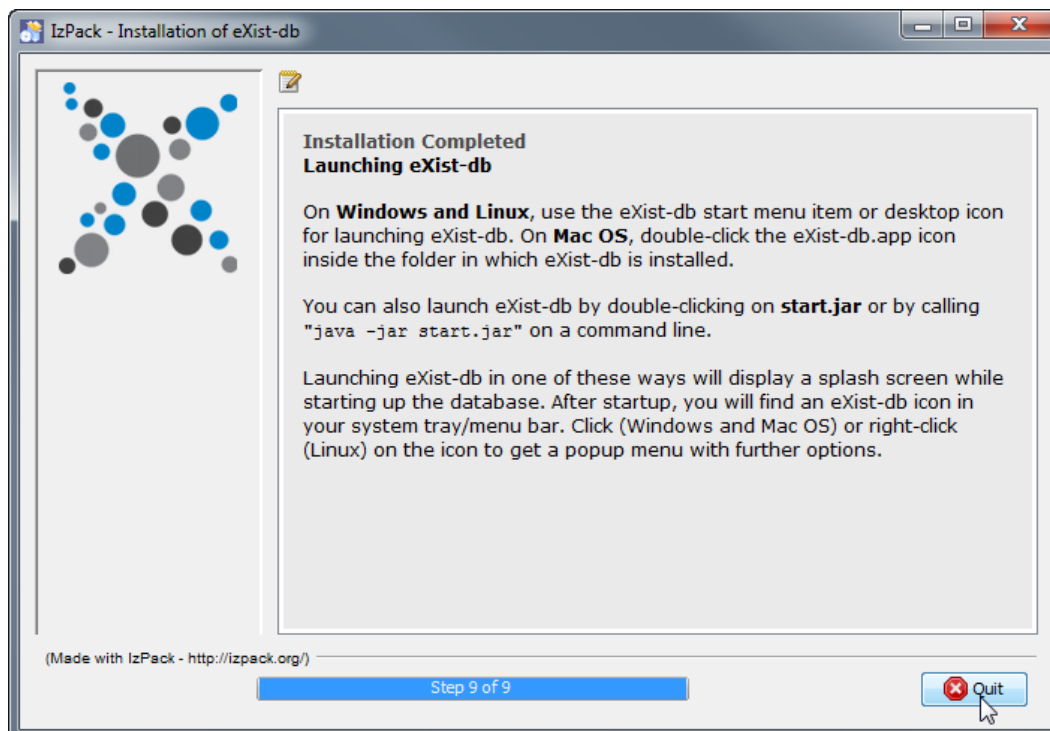 IzPack - Installation of eXist-db
Installation Completed
Launching eXist-db
On Windows and Linux, use the eXist-db start menu item or desktop icon
for launching eXist-db. On Mac OS, double-click the eXist-db.app icon
inside the folder in which eXist-db is installed.
You can also launch eXist-db by double-clicking on start.jar or by calling
"java -jar start.jar" on a command line.
Launching eXist-db in one of these ways will display a splash screen while
starting up the database. After startup, you will find an eXist-db icon in
your system tray/menu bar. Click (Windows and Mac OS) or right-click
(Linux) on the icon to get a popup menu with further options.
(Made with IzPack - http://izpack.org/)
Step 9 of 9
Quit